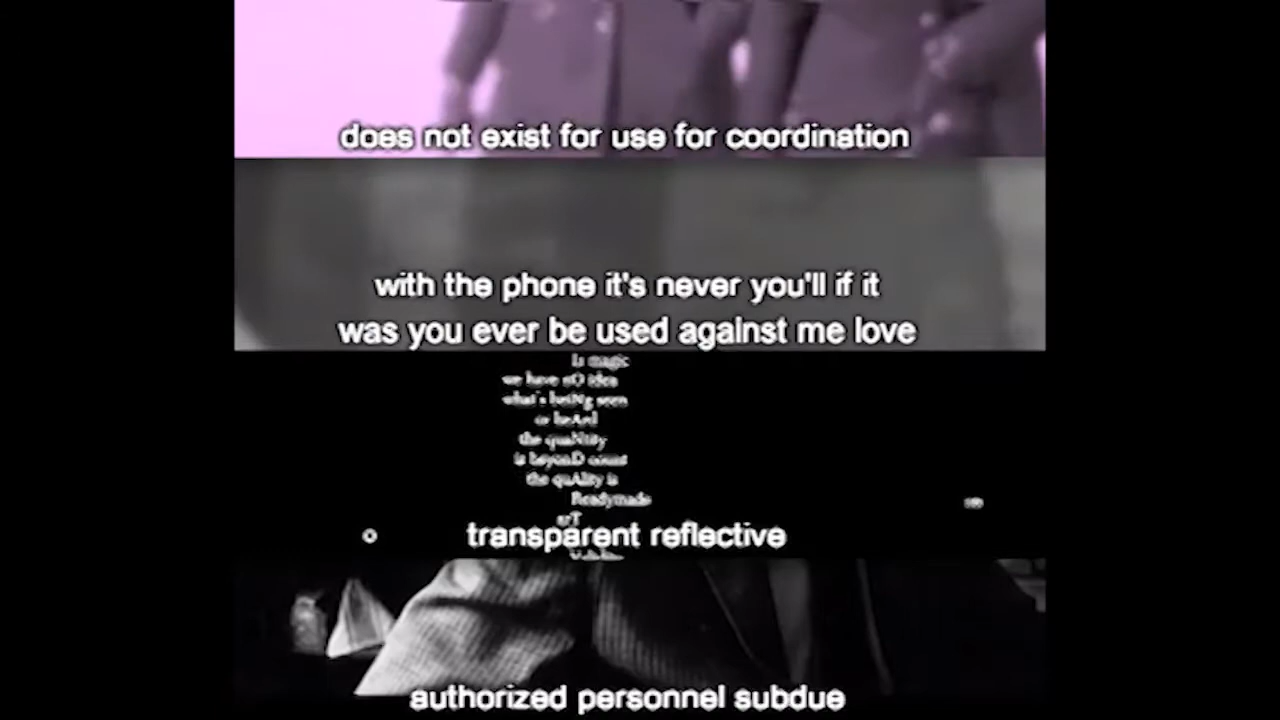 does not exist for use for coordination
with the phone it's never you'll if it
was you ever be used against me love
Is magic
we have nO idea
what's beiNg seen
or heArd
the quaNtity
is beyonD count
the quAlity is
Readymade
arT
transparent reflective
authorized personnel subdue